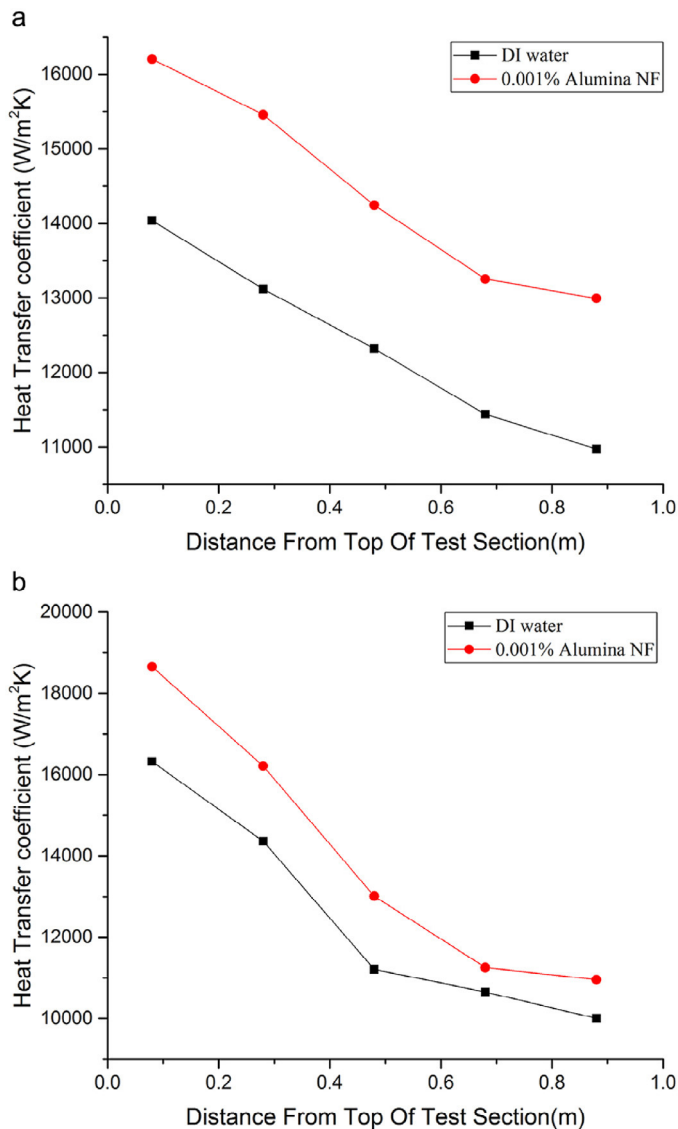 a
DI water
0.001% Alumina NF
16000
15000
14000
13000
12000
11000
Heat Transfer coefficient (W/m²K)
0.0 0.2 0.4 0.6 0.8 1.0
Distance From Top Of Test Section(m)
b
DI water
0.001% Alumina NF
20000
18000
16000
14000
12000
10000
Heat Transfer coefficient (W/m²K)
0.0 0.2 0.4 0.6 0.8 1.0
Distance From Top Of Test Section(m)